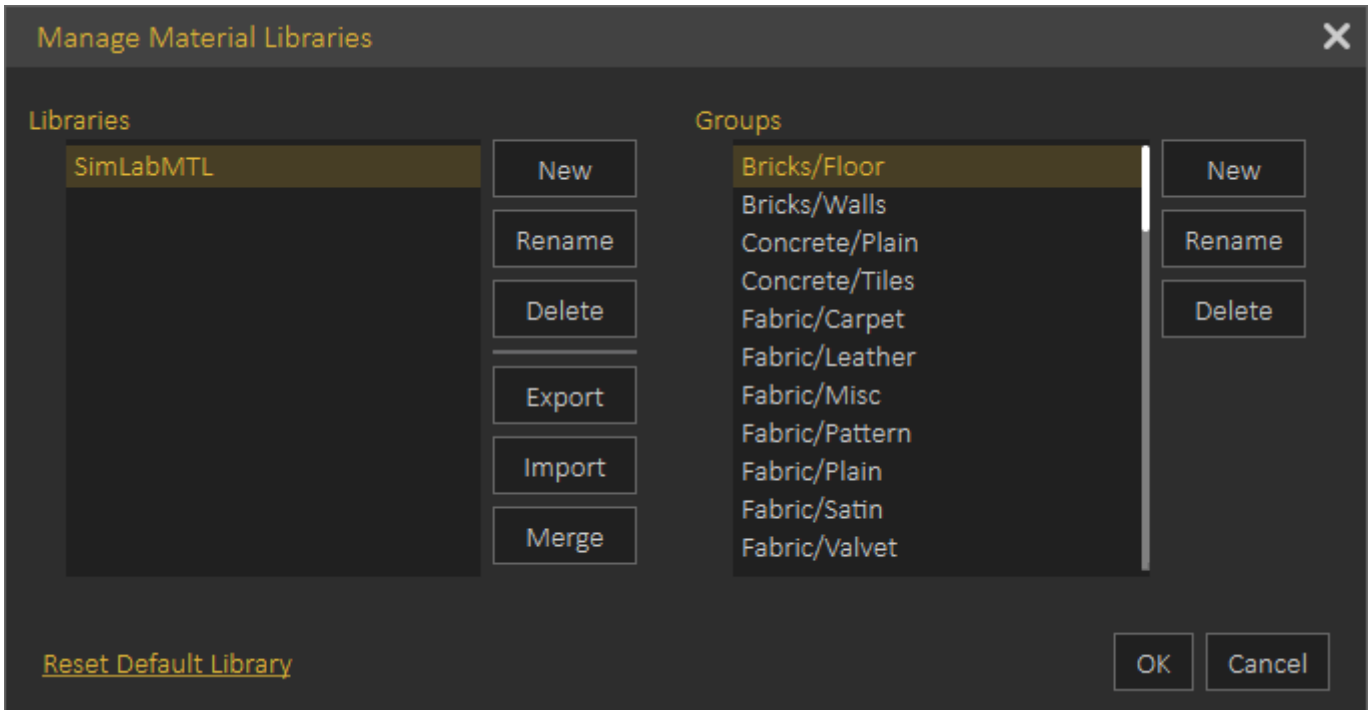 Manage Material Libraries
Libraries
SimLabMTL
New
Rename
Delete
Export
Import
Merge
Groups
Bricks/Floor
Bricks/Walls
Concrete/Plain
Concrete/Tiles
Fabric/Carpet
Fabric/Leather
Fabric/Misc
Fabric/Pattern
Fabric/Plain
Fabric/Satin
Fabric/Valvet
New
Rename
Delete
Reset Default Library
OK
Cancel